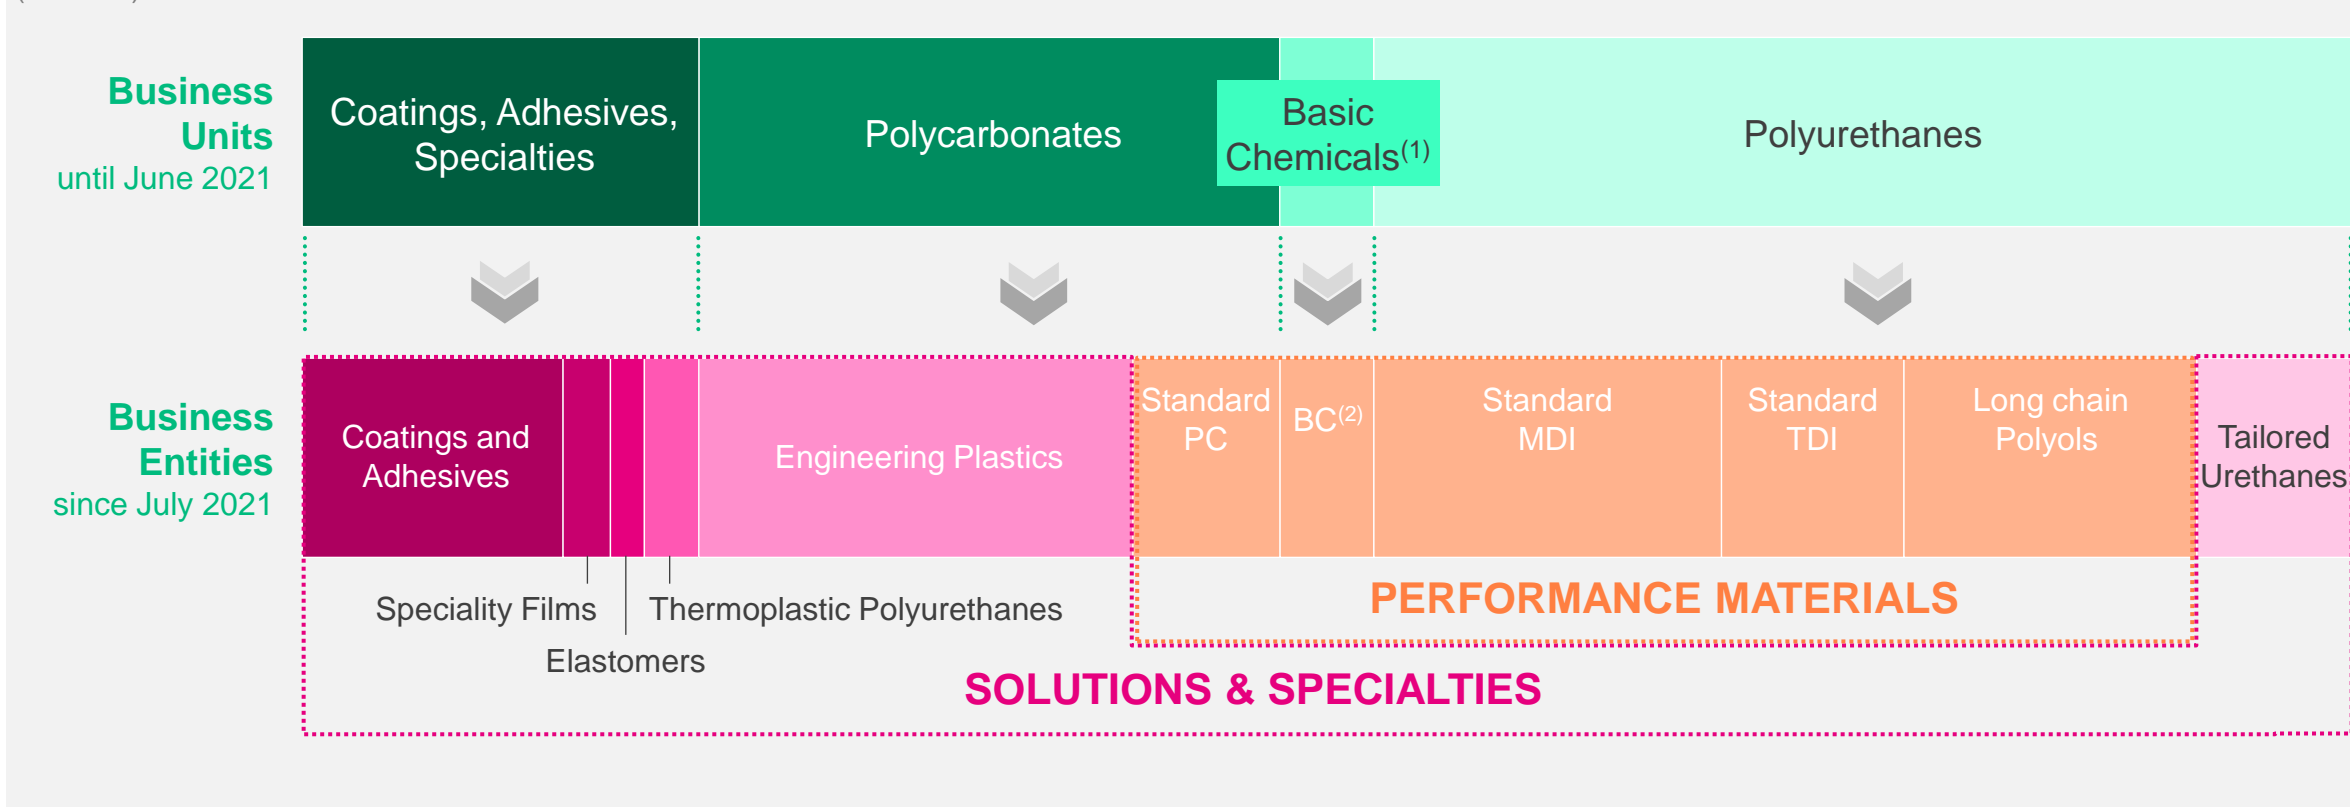 Business
Units
until June 2021
Coatings, Adhesives,
Specialties
Polycarbonates
Basic
Chemicals(1)
Polyurethanes
Business
Entities
since July 2021
Coatings and
Adhesives
Engineering Plastics
Standard
PC
BC(2)
Standard
MDI
Standard
TDI
Long chain
Polyols
Tailored
Urethanes
Speciality Films
Thermoplastic Polyurethanes
Elastomers
PERFORMANCE MATERIALS
SOLUTIONS & SPECIALTIES